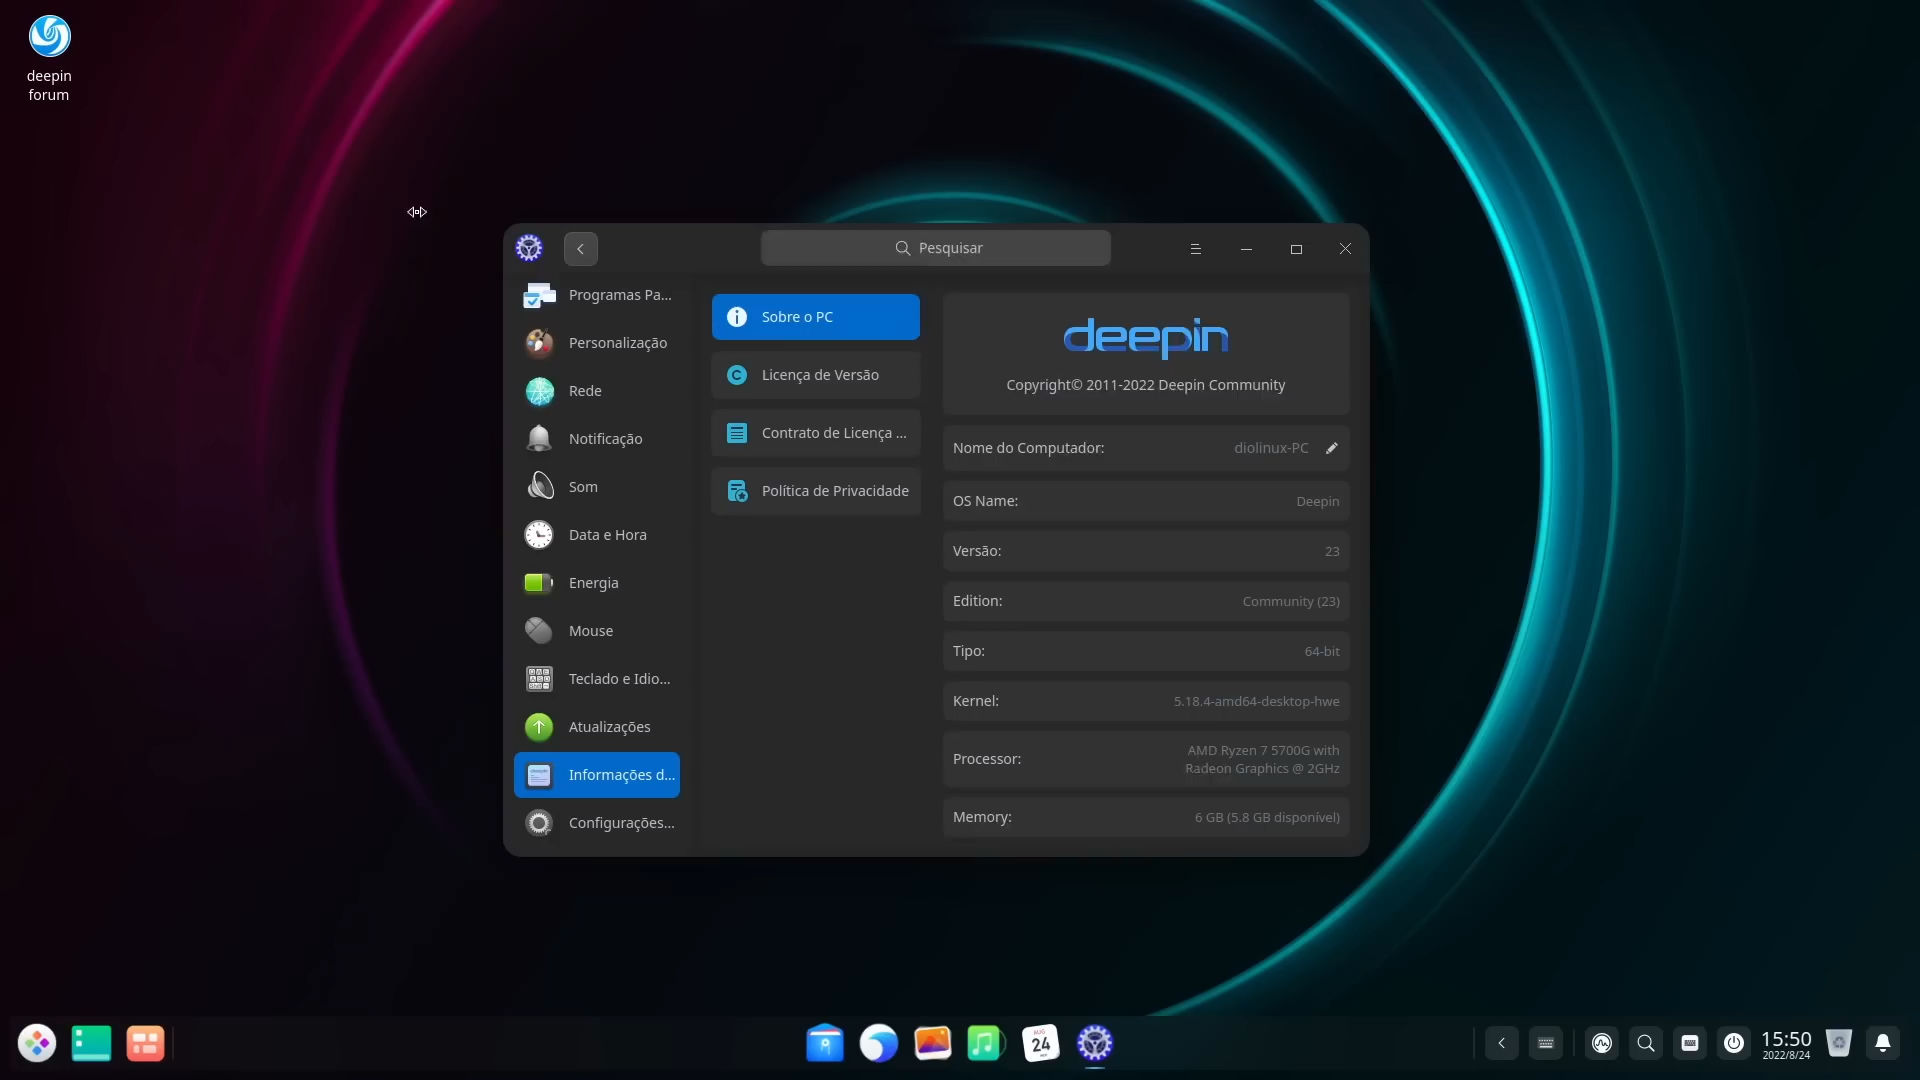 deepin
forum
Pesquisar
Programas Pa...
Personalização
Rede
Notificação
Som
Data e Hora
Energia
Mouse
Teclado e Idio...
Atualizações
Informações d...
Configurações...
Sobre o PC
Licença de Versão
Contrato de Licença ...
Política de Privacidade
deepin
Copyright© 2011-2022 Deepin Community
Nome do Computador: diolinux-PC
OS Name: Deepin
Versão: 23
Edition: Community (23)
Tipo: 64-bit
Kernel: 5.18.4-amd64-desktop-hwe
Processor: AMD Ryzen 7 5700G with
Radeon Graphics @ 2GHz
Memory: 6 GB (5.8 GB disponível)
AUG
24
15:50
2022/8/24